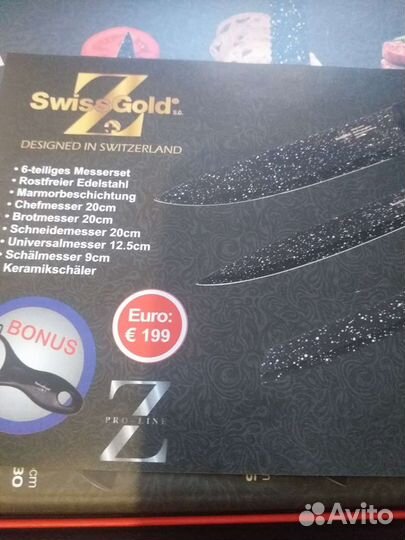 Z
SwissGold® S.G.
DESIGNED IN SWITZERLAND
• 6-teiliges Messerset
• Rostfreier Edelstahl
• Marmorbeschichtung
• Chefmesser 20cm
• Brotmesser 20cm
• Schneidemesser 20cm
• Universalmesser 12.5cm
• Schälmesser 9cm
Keramikschäler
BONUS
Euro:
€ 199
Z
PRO-LINE
cm
30
Avito